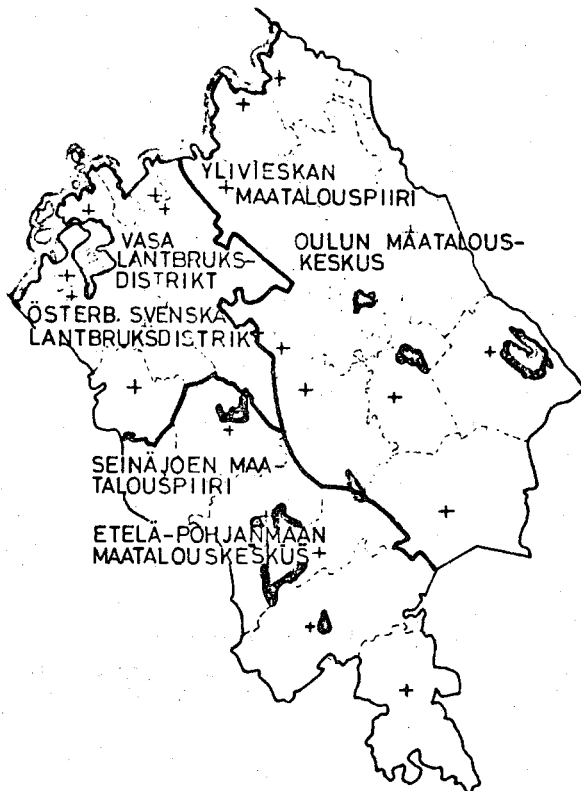 YLIVIESKAN
MAATALOUSPIIRI
OULUN MAATALOUS-
KESKUS
VASA
LANTBRUKS-
DISTRIKT
ÖSTERB. SVENSKA
LANTBRUKSDISTRIKT
SEINÄJOEN MAA-
TALOUSPIIRI
ETELÄ-POHJANMAAN
MAATALOUSKESKUS